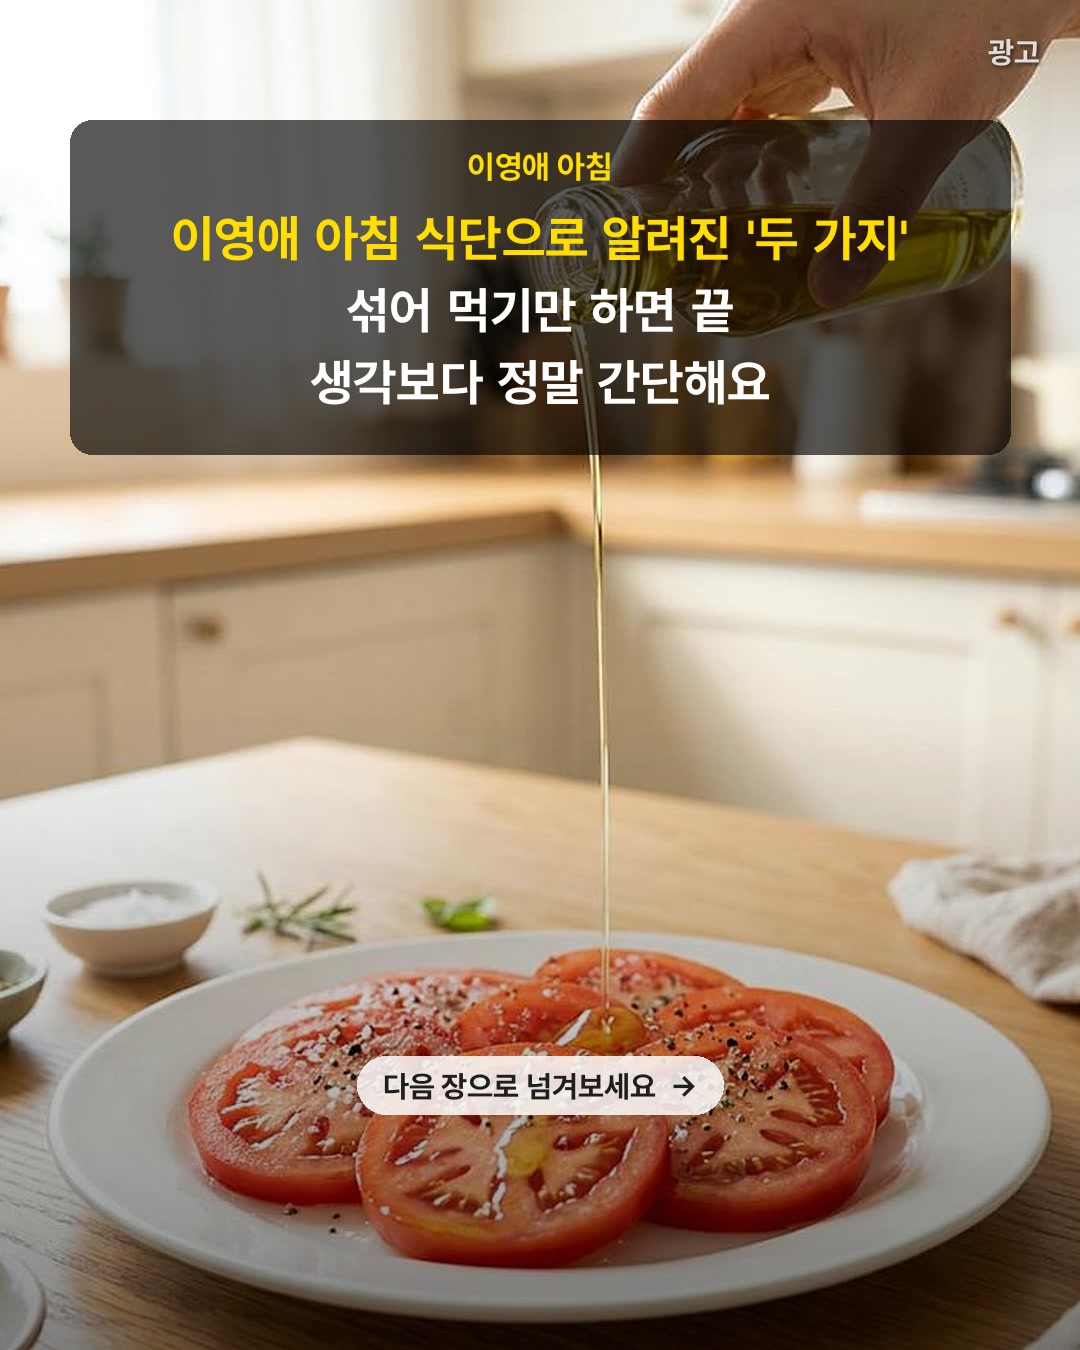 광고
이영애 아침
이영애 아침 식단으로 알려진 '두 가지'
섞어 먹기만 하면 끝
생각보다 정말 간단해요
다음 장으로 넘겨보세요 →